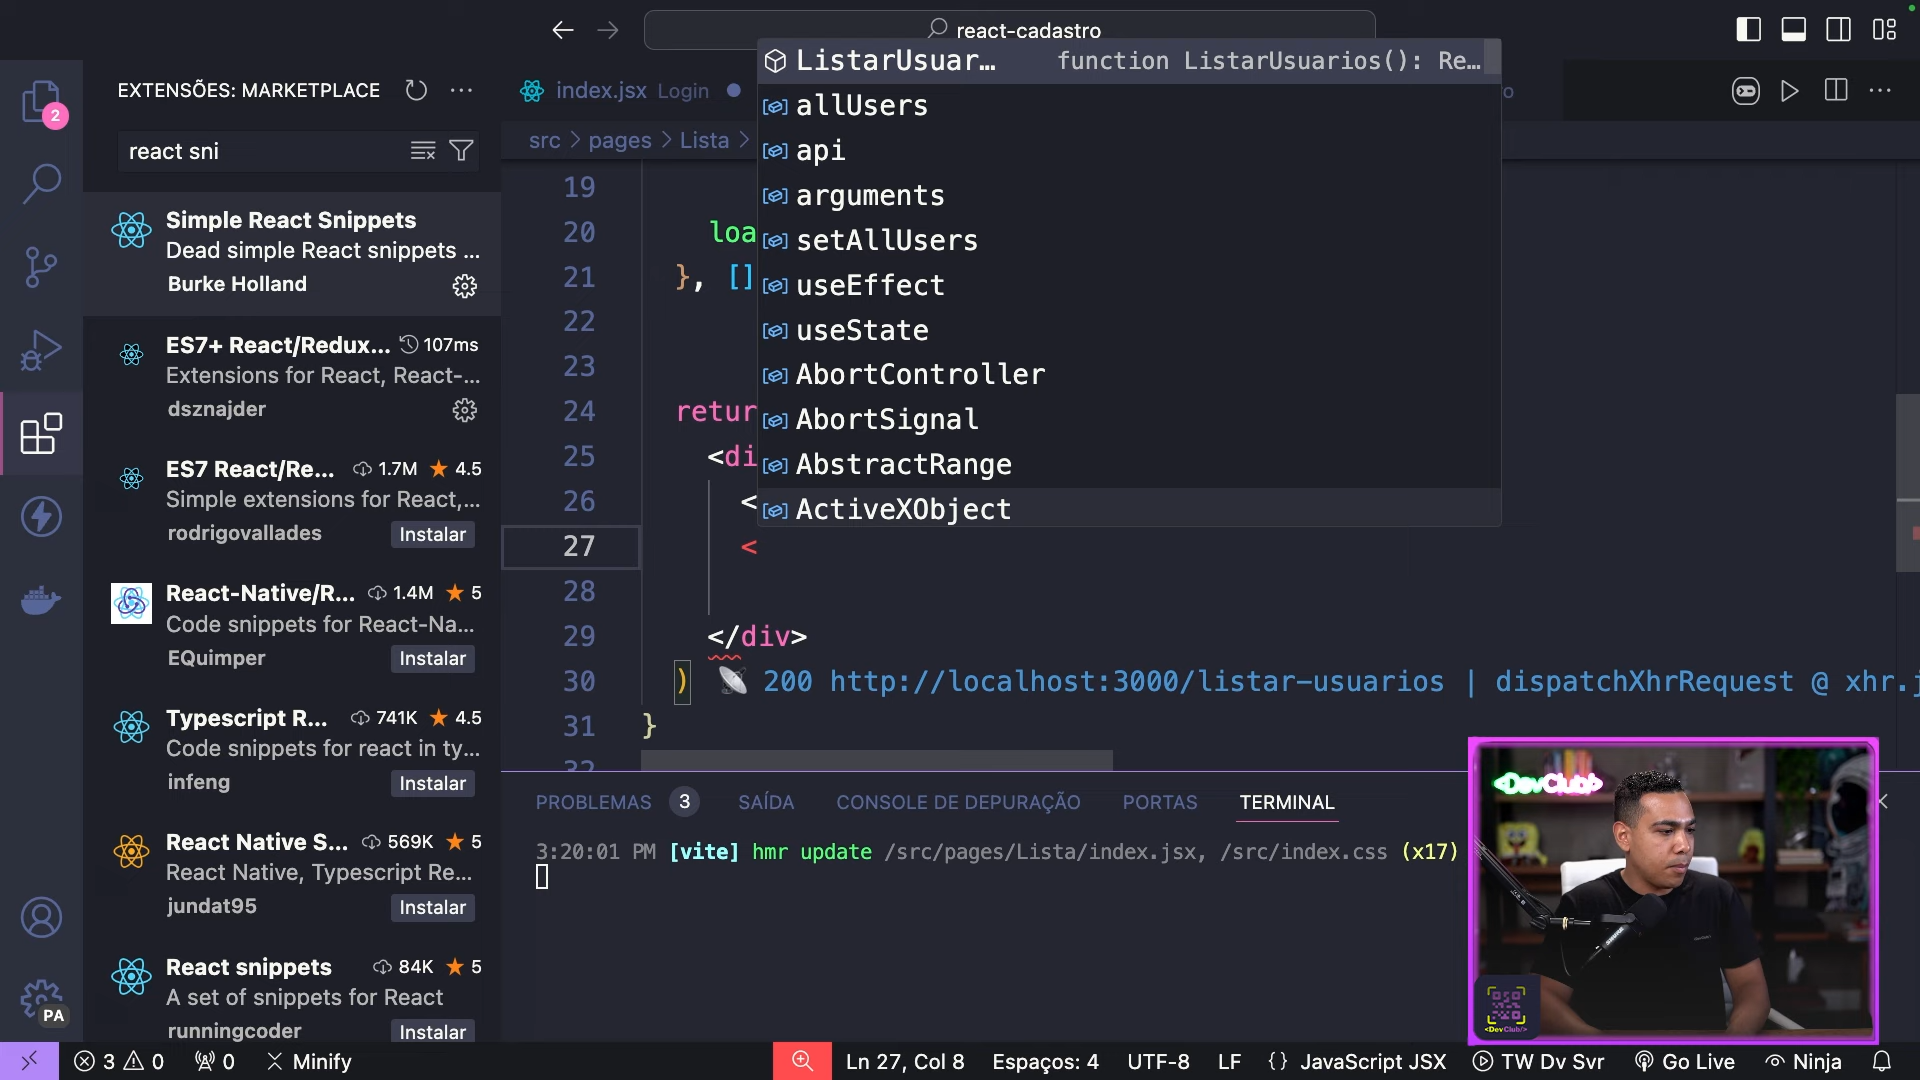 react-cadastro
EXTENSÕES: MARKETPLACE
react sni
Simple React Snippets
Dead simple React snippets ...
Burke Holland
ES7+ React/Redux... 107ms
Extensions for React, React-...
dsznajder
ES7 React/Re... 1.7M 4.5
Simple extensions for React,...
rodrigovallades Instalar
React-Native/R... 1.4M 5
Code snippets for React-Na...
EQuimper Instalar
Typescript R... 741K 4.5
Code snippets for react in ty...
infeng Instalar
React Native S... 569K 5
React Native, Typescript Re...
jundat95 Instalar
React snippets 84K 5
A set of snippets for React
runningcoder Instalar
2
PA
index.jsx Login
src > pages > Lista >
ListarUsuar... function ListarUsuarios(): Re...
allUsers
api
arguments
setAllUsers
useEffect
useState
AbortController
AbortSignal
AbstractRange
ActiveXObject
19
20 loa
21 }, []
22
23
24 retur
25 <di
26 <
27 <
28
29 </div>
30 ) 200 http://localhost:3000/listar-usuarios | dispatchXhrRequest @ xhr.j
31 }
32
PROBLEMAS 3 SAÍDA CONSOLE DE DEPURAÇÃO PORTAS TERMINAL
3:20:01 PM [vite] hmr update /src/pages/Lista/index.jsx, /src/index.css (x17)
<DevClub/>
<DevClub/>
3 0 0 Minify Ln 27, Col 8 Espaços: 4 UTF-8 LF {} JavaScript JSX TW Dv Svr Go Live Ninja